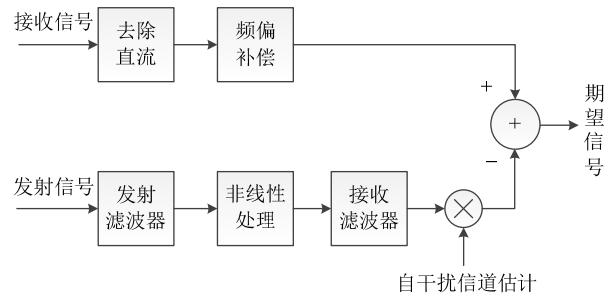 接收信号
去除
直流
频偏
补偿
+
+
期
望
信
号
−
发射信号
发射
滤波器
非线性
处理
接收
滤波器
自干扰信道估计